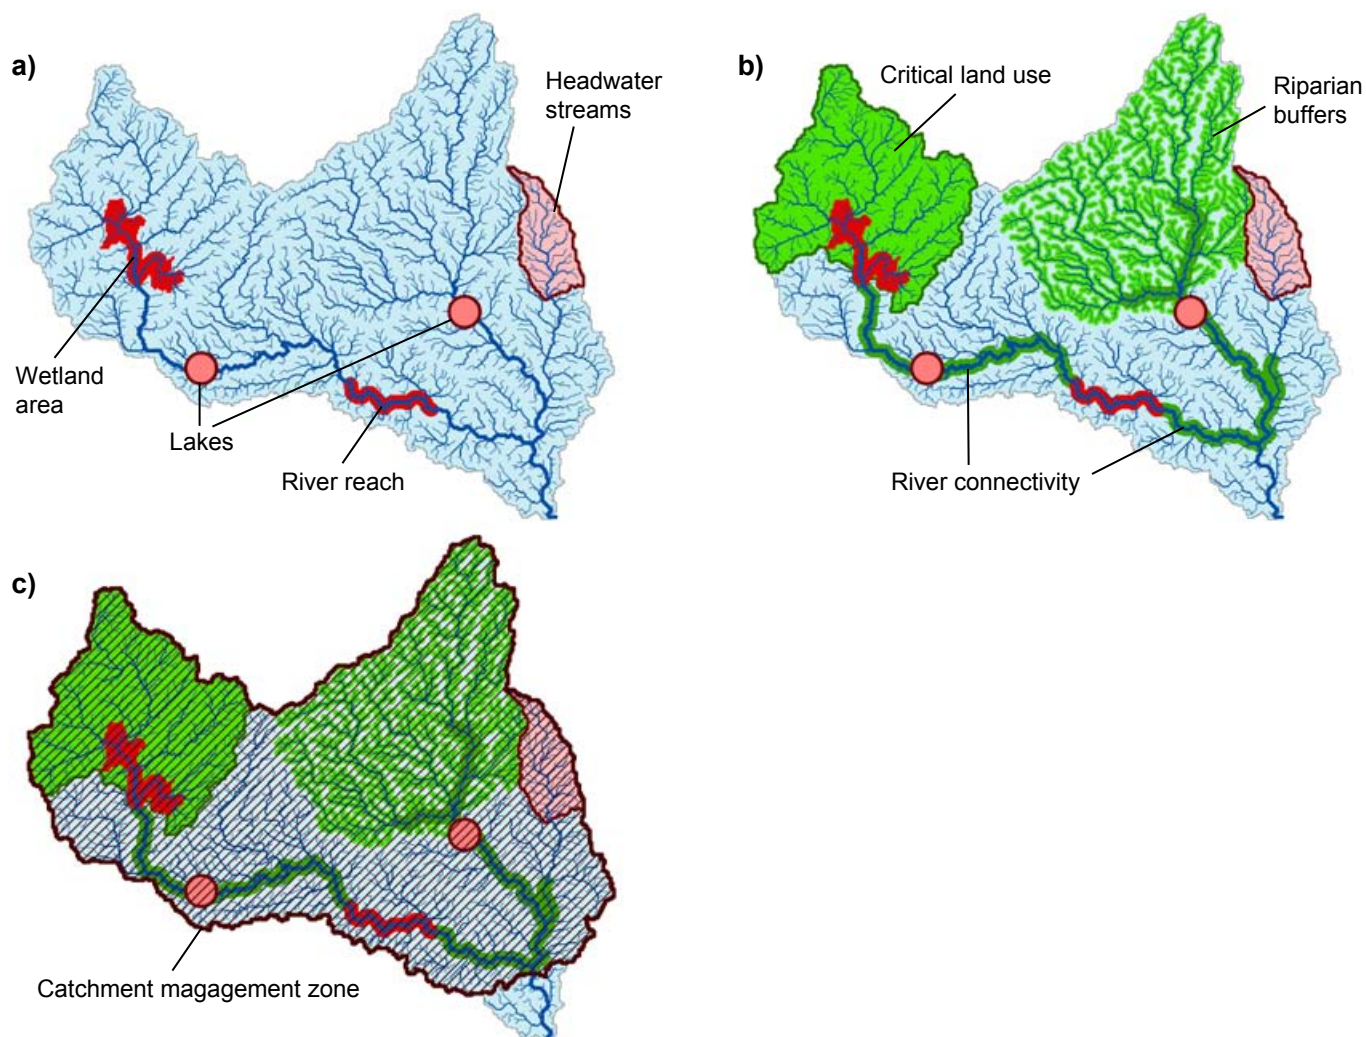 a)
Headwater
streams
Wetland
area
Lakes
River reach
b)
Critical land use
Riparian
buffers
River connectivity
c)
Catchment magagement zone